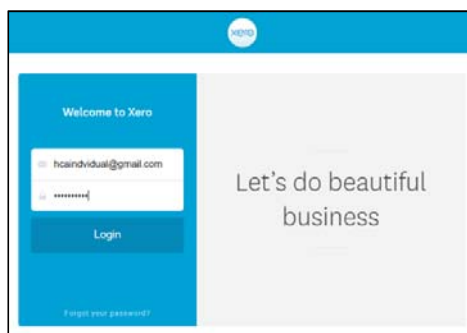 xero
Welcome to Xero
hcaindvidual@gmail.com
••••••••••
Login
Forgot your password?
Let's do beautiful
business